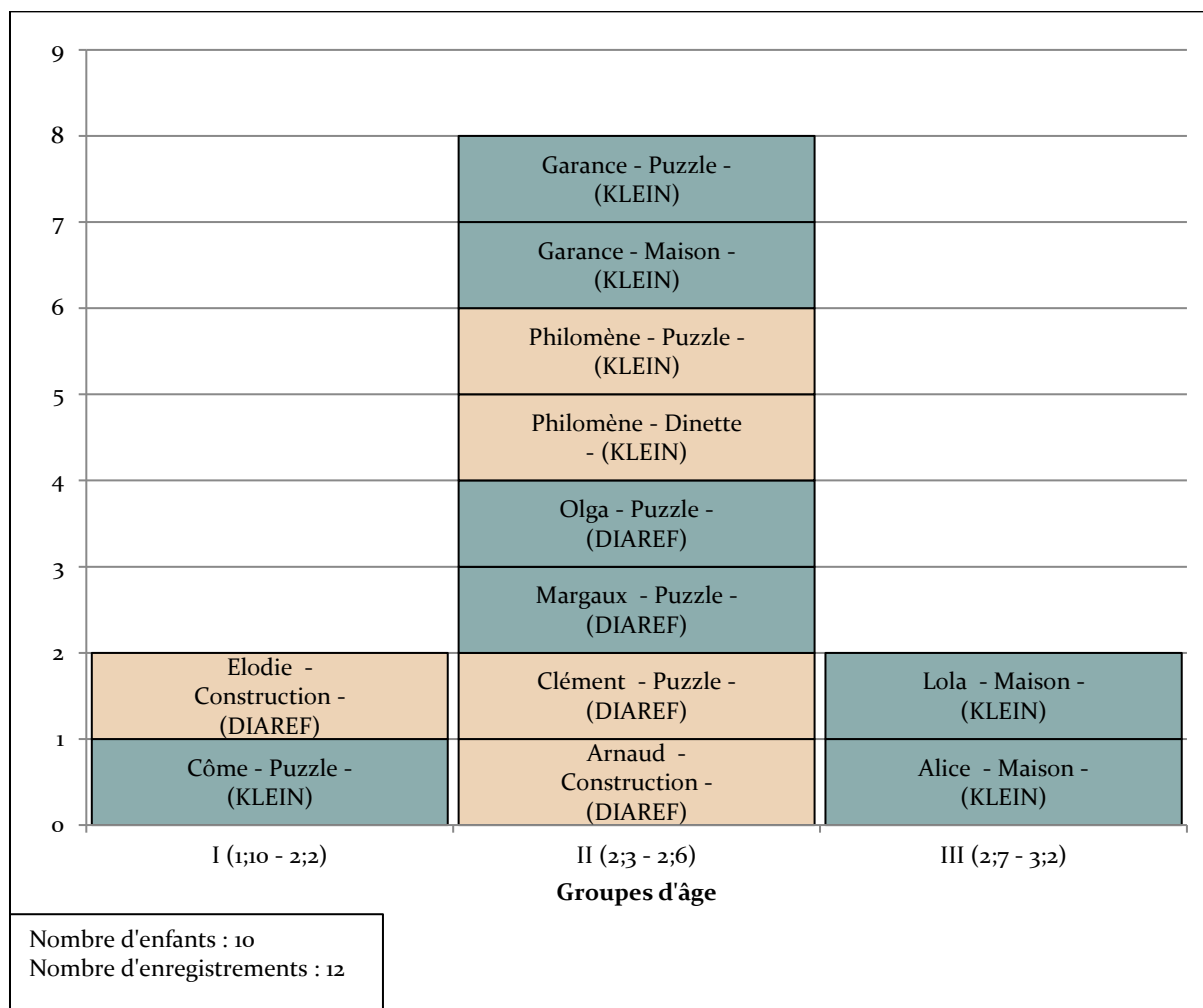 9
8
7
6
5
4
3
2
1
0
Garance - Puzzle -
(KLEIN)
Garance - Maison -
(KLEIN)
Philomène - Puzzle -
(KLEIN)
Philomène - Dinette
- (KLEIN)
Olga - Puzzle -
(DIAREF)
Margaux - Puzzle -
(DIAREF)
Elodie -
Construction -
(DIAREF)
Clément - Puzzle -
(DIAREF)
Lola - Maison -
(KLEIN)
Côme - Puzzle -
(KLEIN)
Arnaud -
Construction -
(DIAREF)
Alice - Maison -
(KLEIN)
I (1;10 - 2;2)
II (2;3 - 2;6)
III (2;7 - 3;2)
Groupes d'âge
Nombre d'enfants : 10
Nombre d'enregistrements : 12